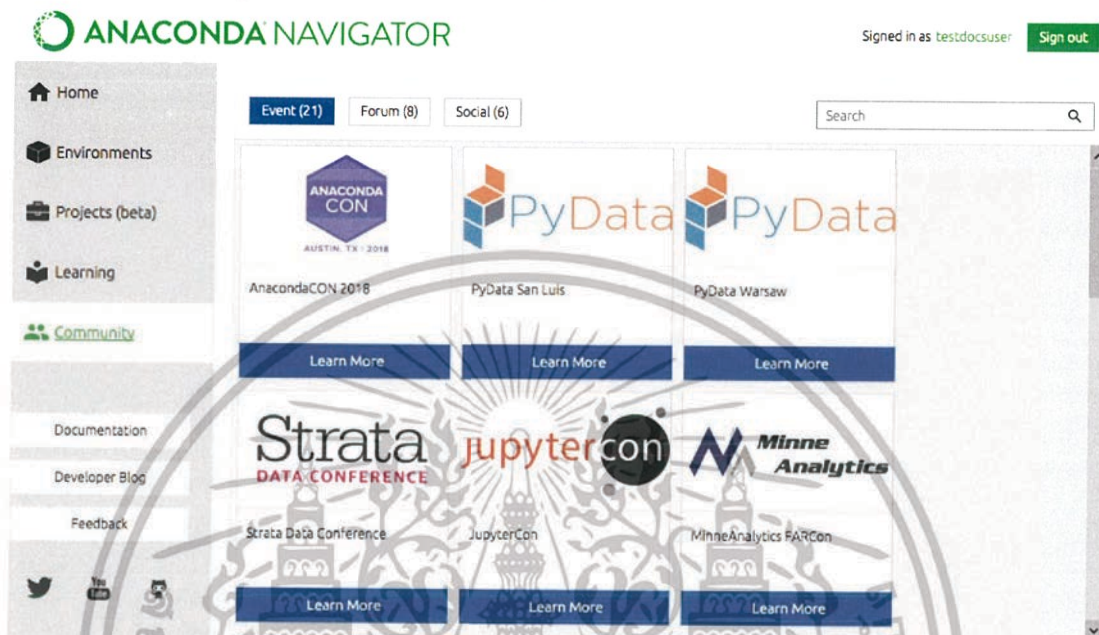 ANACONDA NAVIGATOR
Signed in as testdocsuser
Sign out
Home
Environments
Projects (beta)
Learning
Community
Documentation
Developer Blog
Feedback
You
Tube
Event (21)
Forum (8)
Social (6)
Search
ANACONDA
CON
AUSTIN, TX 2018
PyData
PyData
AnacondaCON 2018
PyData San Luis
PyData Warsaw
Learn More
Learn More
Learn More
Strata
DATA CONFERENCE
jupytercon
Minne
Analytics
Strata Data Conference
JupyterCon
MinneAnalytics FARCon
Learn More
Learn More
Learn More